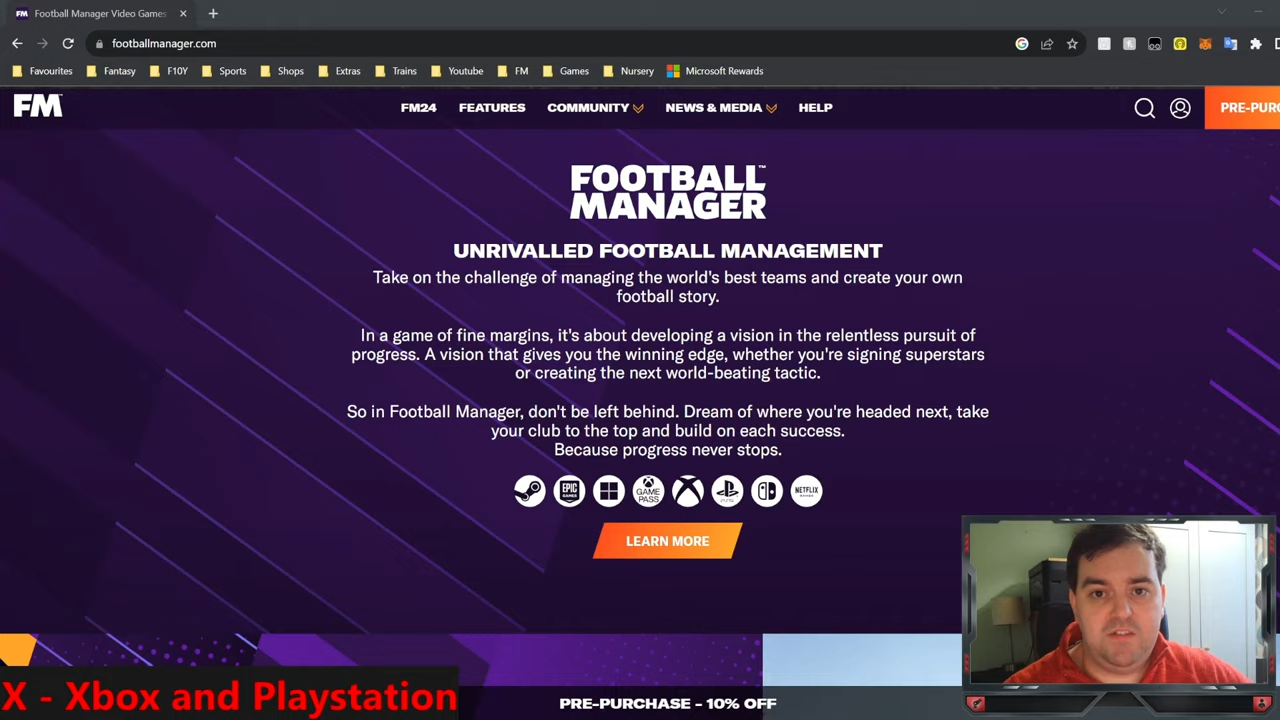 FM Football Manager Video Games
footballmanager.com
Favourites Fantasy F10Y Sports Shops Extras Trains Youtube FM Games Nursery Microsoft Rewards
FM™ FM24 FEATURES COMMUNITY NEWS & MEDIA HELP PRE-PURC
FOOTBALL™
MANAGER
UNRIVALLED FOOTBALL MANAGEMENT
Take on the challenge of managing the world's best teams and create your own
football story.
In a game of fine margins, it's about developing a vision in the relentless pursuit of
progress. A vision that gives you the winning edge, whether you're signing superstars
or creating the next world-beating tactic.
So in Football Manager, don't be left behind. Dream of where you're headed next, take
your club to the top and build on each success.
Because progress never stops.
EPIC GAMES GAME PASS PS5 NETFLIX GAMES
LEARN MORE
X - Xbox and Playstation
PRE-PURCHASE - 10% OFF